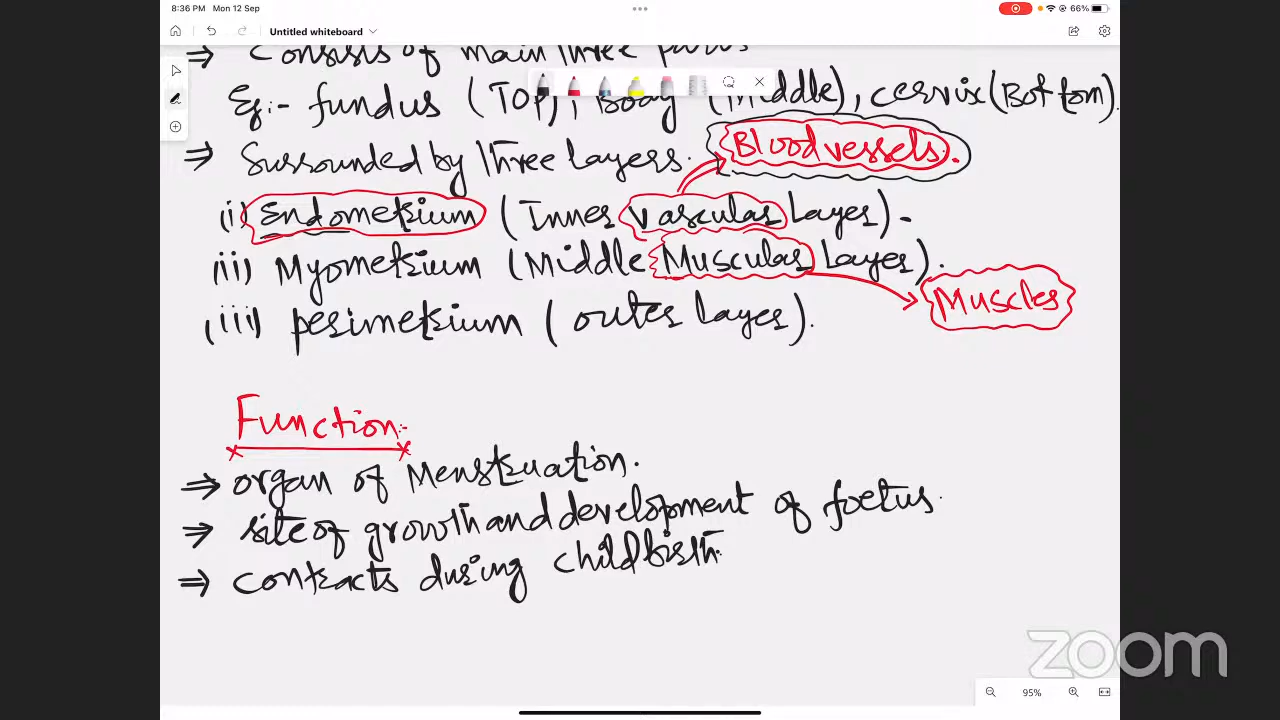 8:36 PM Mon 12 Sep
66%
Untitled whiteboard
⇒ Consists of main three parts
Eg:- fundus (TOP), Body (Middle), cervix (Bottom).
⇒ Surrounded by three layers. Blood vessels.
(i) Endometrium (Inner vascular Layer).
(ii) Myometrium (Middle Muscular Layer).
Muscles
(iii) perimetrium (outer layer).
Function:-
⇒ organ of Menstruation.
⇒ site of growth and development of foetus.
⇒ contracts during childbirth.
zoom
95%